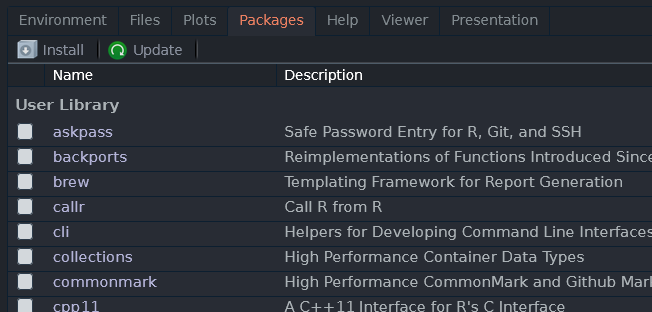 Environment Files Plots Packages Help Viewer Presentation
Install Update
Name Description
User Library
askpass Safe Password Entry for R, Git, and SSH
backports Reimplementations of Functions Introduced Since
brew Templating Framework for Report Generation
callr Call R from R
cli Helpers for Developing Command Line Interfaces
collections High Performance Container Data Types
commonmark High Performance CommonMark and Github Mar
cpp11 A C++11 Interface for R's C Interface